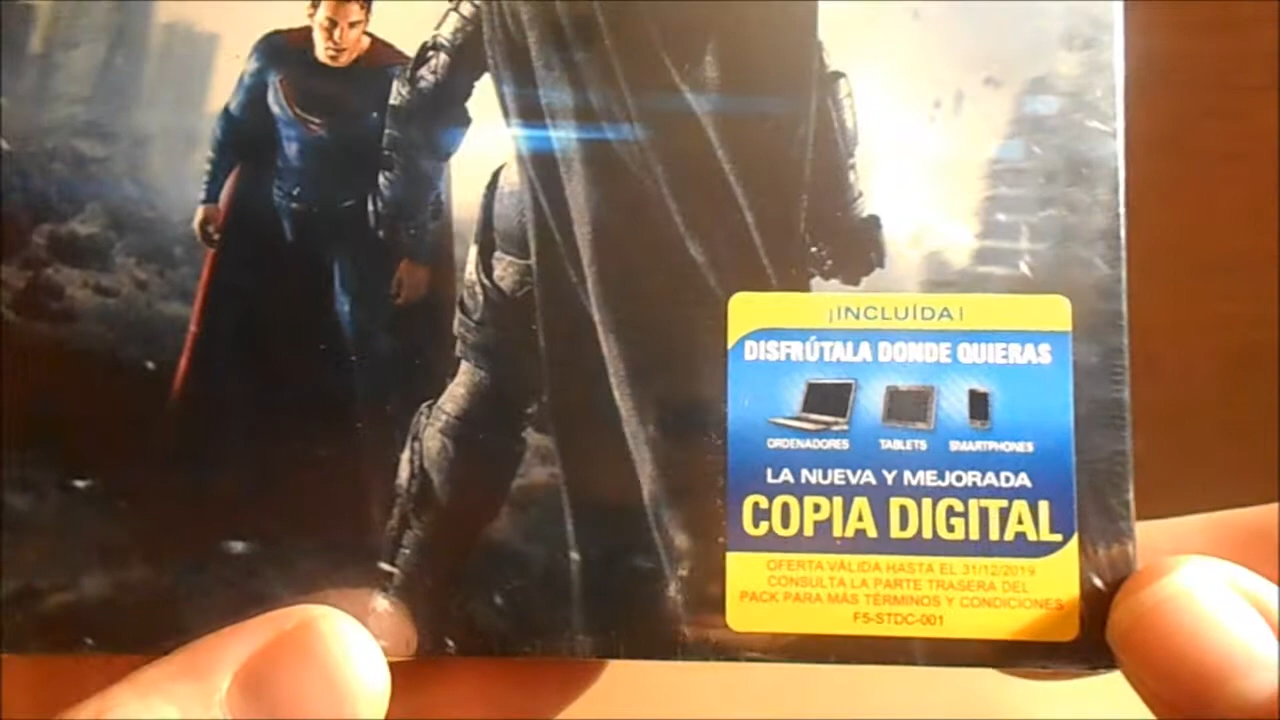 ¡INCLUÍDA!
DISFRÚTALA DONDE QUIERAS
ORDENADORES TABLETS SMARTPHONES
LA NUEVA Y MEJORADA
COPIA DIGITAL
OFERTA VÁLIDA HASTA EL 31/12/2019
CONSULTA LA PARTE TRASERA DEL
PACK PARA MÁS TÉRMINOS Y CONDICIONES
F5-STDC-001